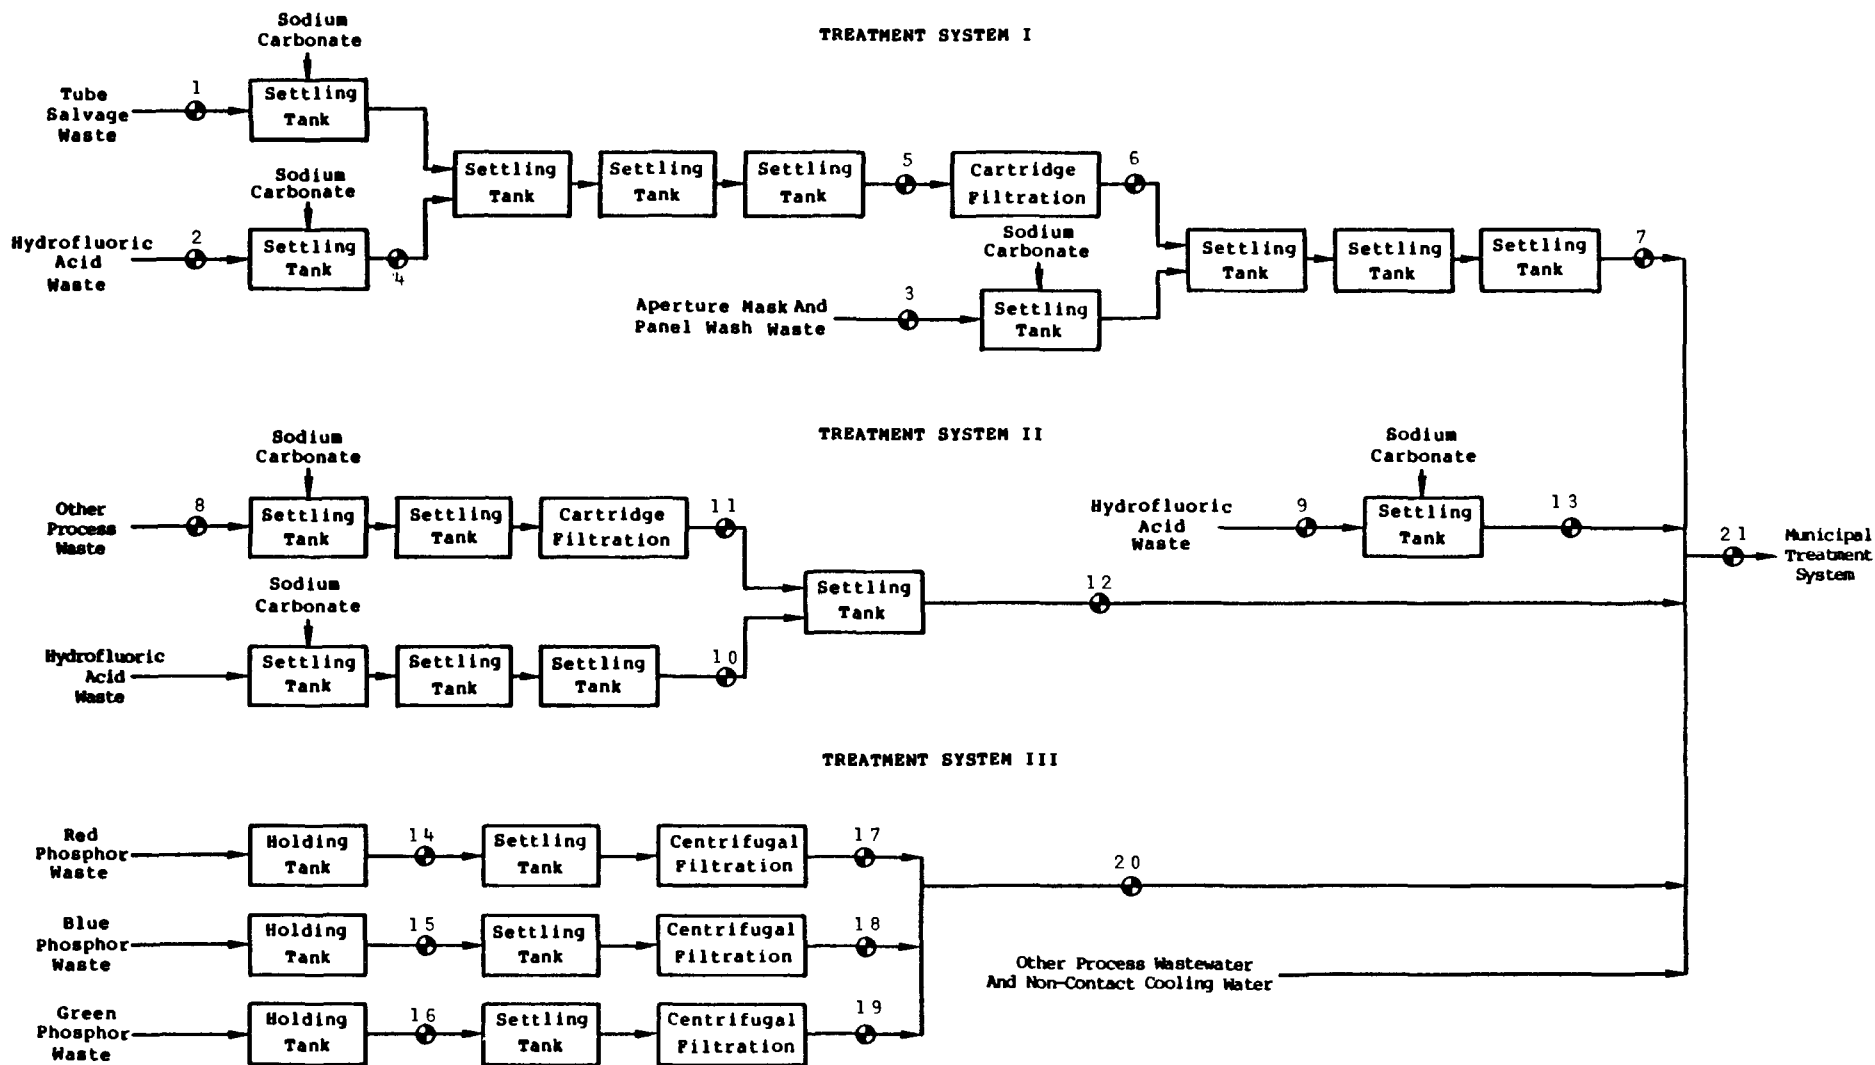 TREATMENT SYSTEM I
Sodium
Carbonate
Tube
Salvage
Waste
1
Settling
Tank
Sodium
Carbonate
Hydrofluoric
Acid
Waste
2
Settling
Tank
4
Settling
Tank
Settling
Tank
Settling
Tank
5
Cartridge
Filtration
6
Sodium
Carbonate
Aperture Mask And
Panel Wash Waste
3
Settling
Tank
Settling
Tank
Settling
Tank
Settling
Tank
7
TREATMENT SYSTEM II
Sodium
Carbonate
Other
Process
Waste
8
Settling
Tank
Settling
Tank
Cartridge
Filtration
11
Sodium
Carbonate
Hydrofluoric
Acid
Waste
Settling
Tank
Settling
Tank
Settling
Tank
10
Settling
Tank
12
Sodium
Carbonate
Hydrofluoric
Acid
Waste
9
Settling
Tank
13
21
Municipal
Treatment
System
TREATMENT SYSTEM III
Red
Phosphor
Waste
Holding
Tank
14
Settling
Tank
Centrifugal
Filtration
17
Blue
Phosphor
Waste
Holding
Tank
15
Settling
Tank
Centrifugal
Filtration
18
Green
Phosphor
Waste
Holding
Tank
16
Settling
Tank
Centrifugal
Filtration
19
20
Other Process Wastewater
And Non-Contact Cooling Water